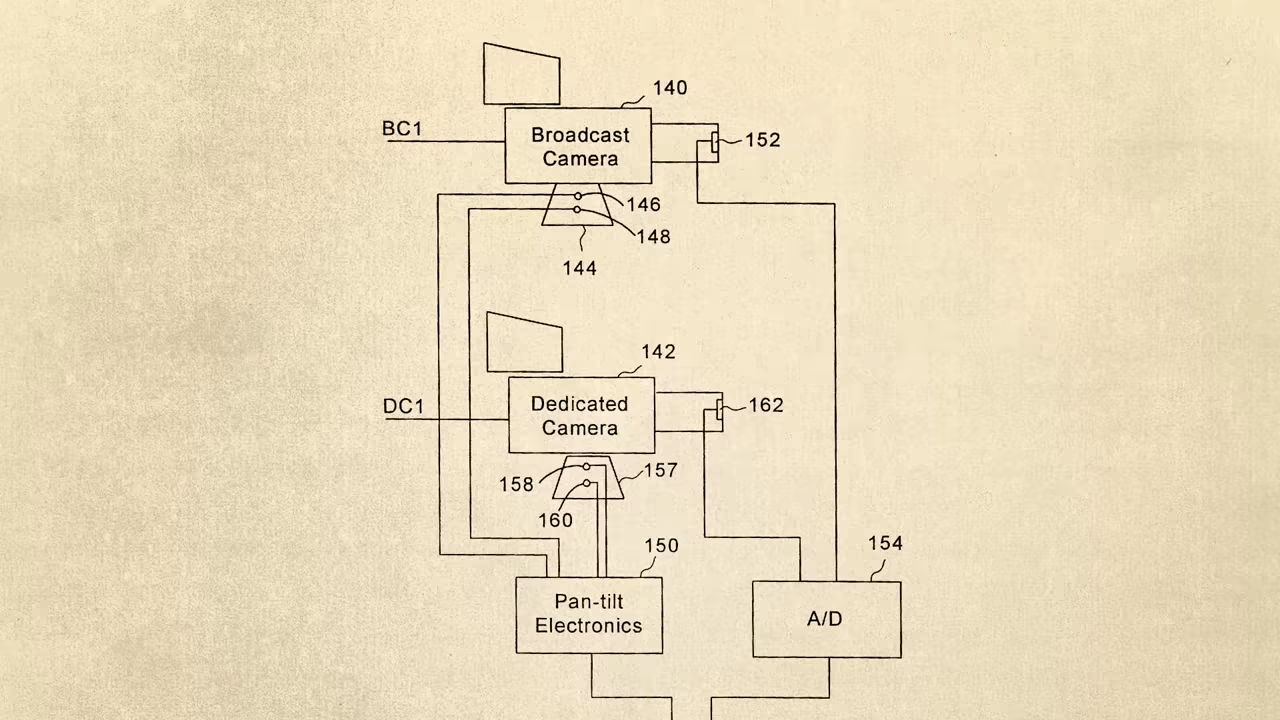 140
BC1
Broadcast
Camera
152
146
148
144
142
DC1
Dedicated
Camera
162
157
158
160
150
154
Pan-tilt
Electronics
A/D